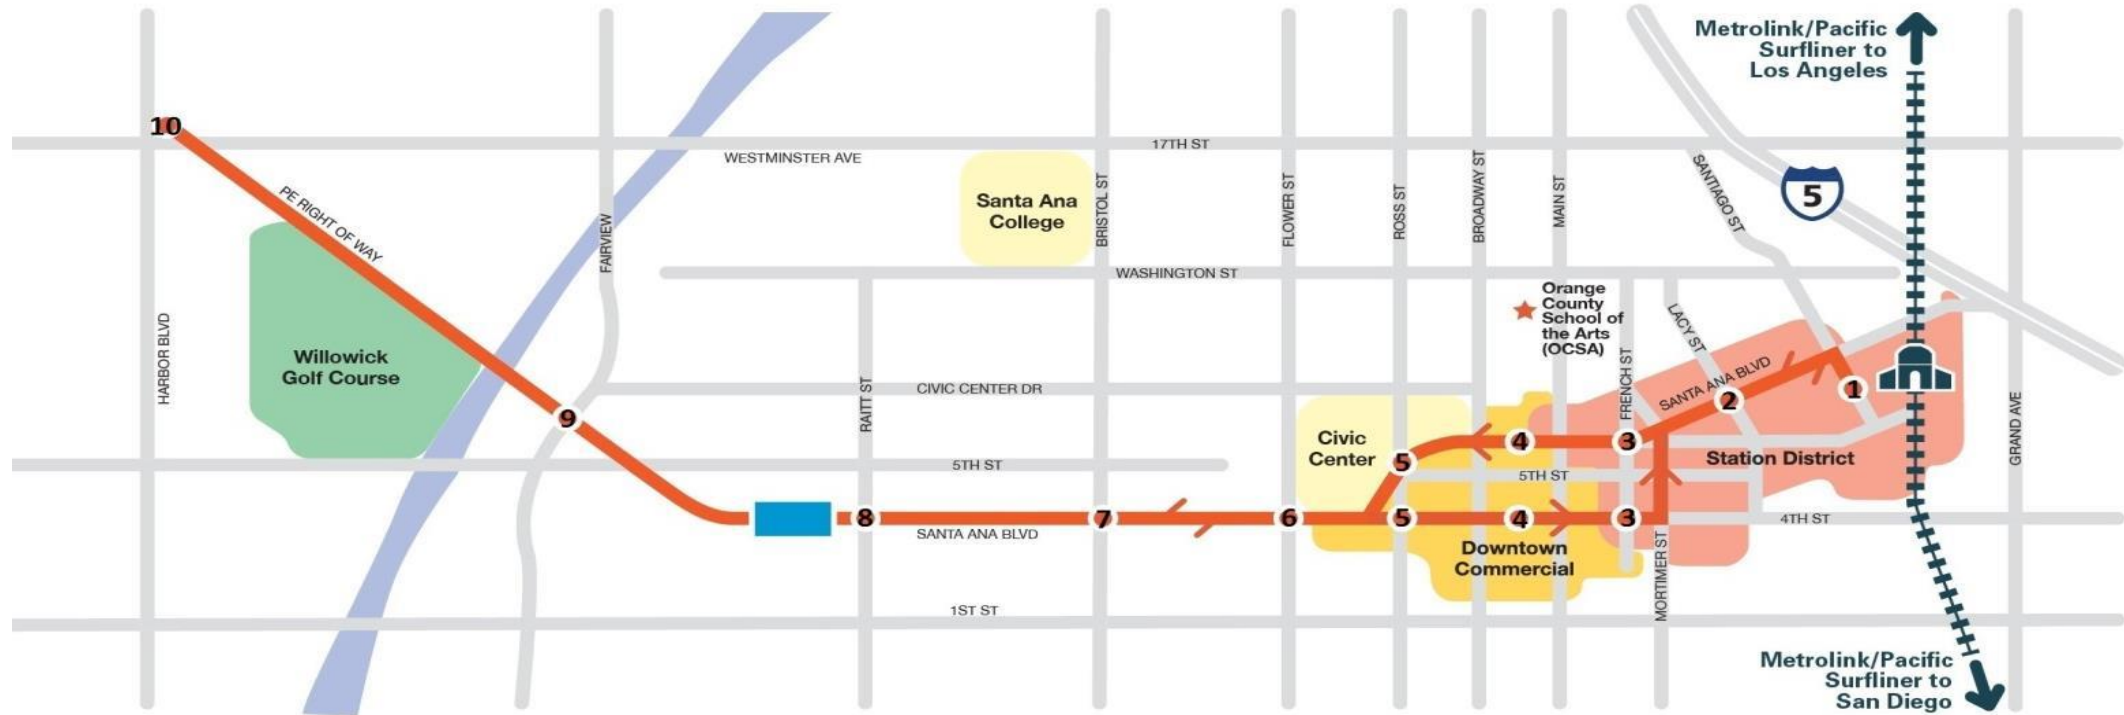 Metrolink/Pacific
Surfliner to
Los Angeles
10
17TH ST
WESTMINSTER AVE
PE RIGHT OF WAY
Santa Ana
College
BRISTOL ST
FLOWER ST
ROSS ST
BROADWAY ST
MAIN ST
SANTIAGO ST
5
FAIRVIEW
WASHINGTON ST
Orange
County
School of
the Arts
(OCSA)
HARBOR BLVD
Willowick
Golf Course
RAITT ST
CIVIC CENTER DR
FRENCH ST
LACY ST
SANTA ANA BLVD
1
2
9
Civic
Center
4
3
5
5TH ST
5TH ST
Station District
GRAND AVE
8
7
6
5
4
3
4TH ST
SANTA ANA BLVD
Downtown
Commercial
MORTIMER ST
1ST ST
Metrolink/Pacific
Surfliner to
San Diego